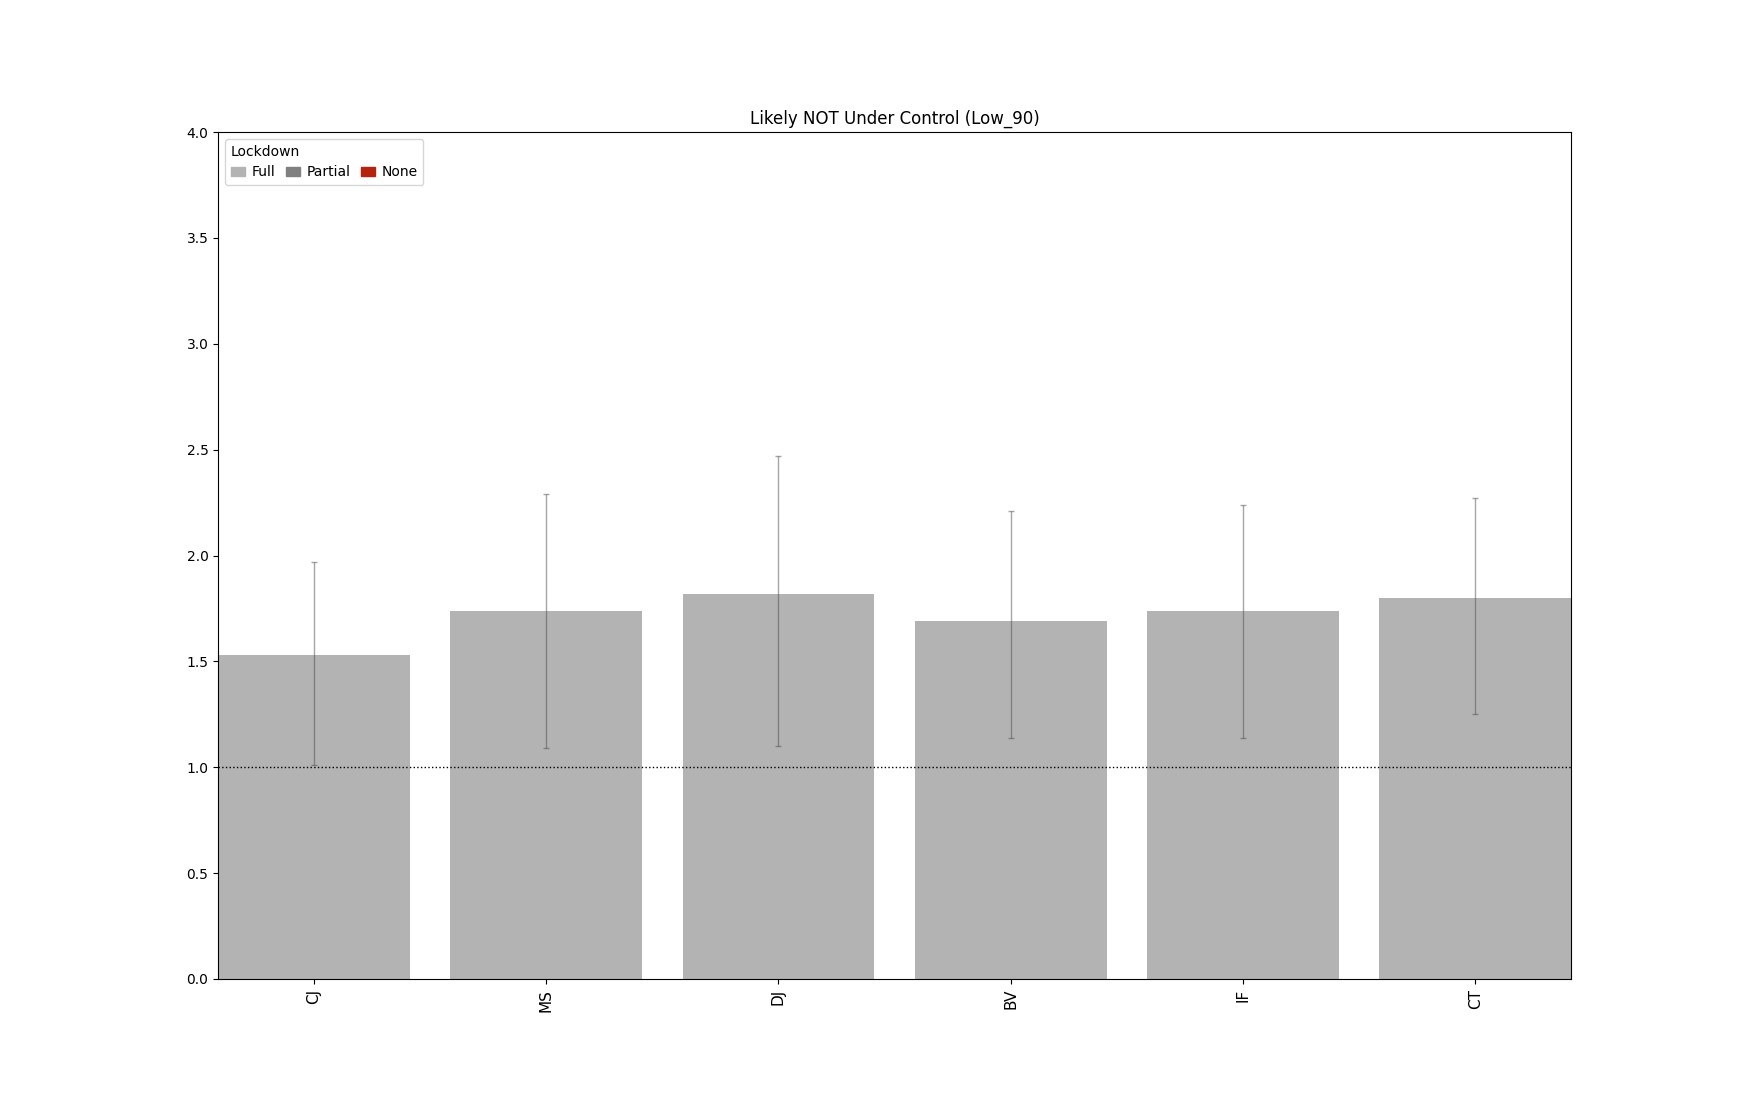 Likely NOT Under Control (Low_90)
4.0
3.5
3.0
2.5
2.0
1.5
1.0
0.5
0.0
Lockdown
Full Partial None
CJ MS DJ BV IF CT